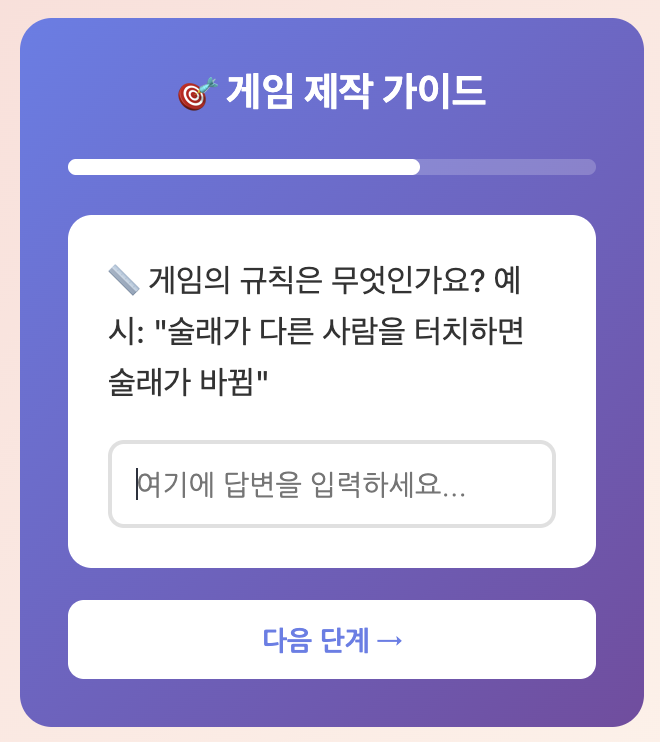 🎯 게임 제작 가이드
📏 게임의 규칙은 무엇인가요? 예
시: "술래가 다른 사람을 터치하면
술래가 바뀜"
여기에 답변을 입력하세요...
다음 단계 →